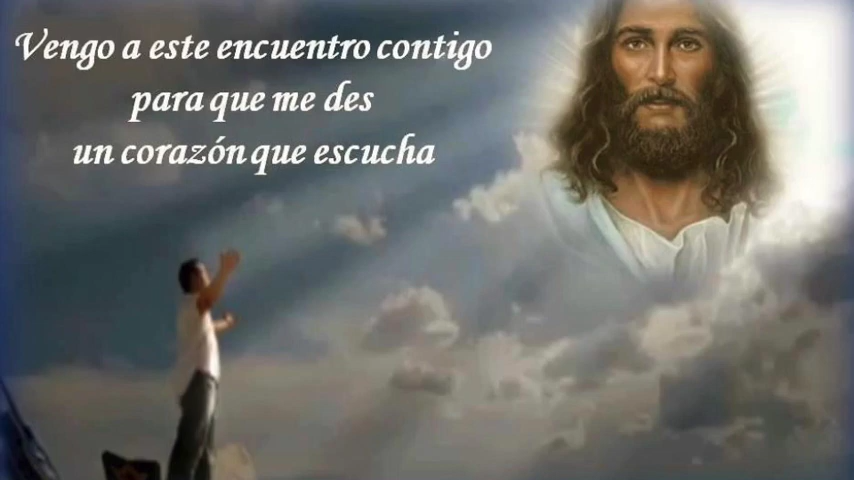 Vengo a este encuentro contigo
para que me des
un corazón que escucha